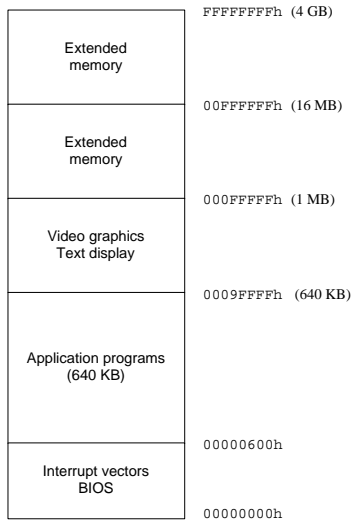 FFFFFFFFh (4 GB)
Extended
memory
00FFFFFFh (16 MB)
Extended
memory
000FFFFFh (1 MB)
Video graphics
Text display
0009FFFFh (640 KB)
Application programs
(640 KB)
00000600h
Interrupt vectors
BIOS
00000000h